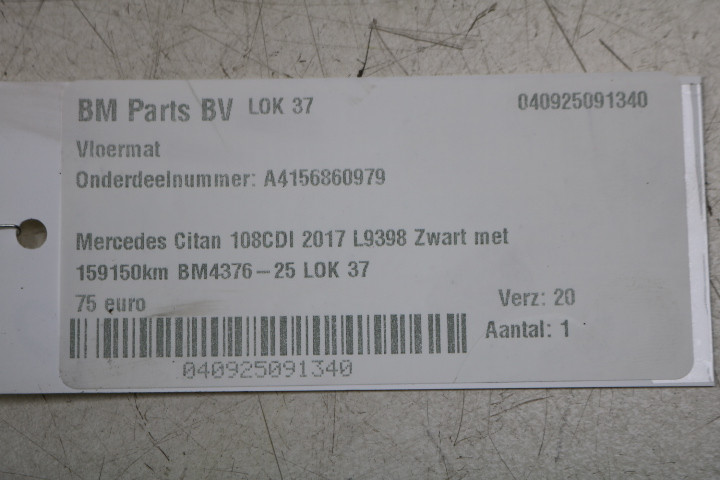 BM Parts BV LOK 37 040925091340
Vloermat
Onderdeelnummer: A4156860979
Mercedes Citan 108CDI 2017 L9398 Zwart met
159150km BM4376-25 LOK 37
75 euro Verz: 20
Aantal: 1
040925091340